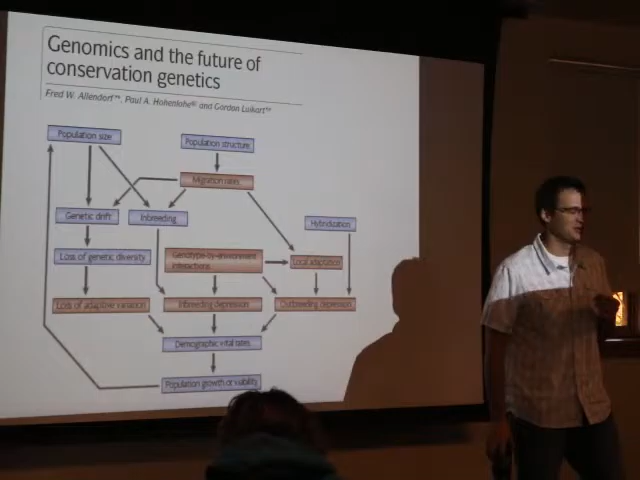 Genomics and the future of
conservation genetics
Fred W. Allendorf*‡, Paul A. Hohenlohe§ and Gordon Luikart
Population size
Population structure
Migration rates
Genetic drift
Inbreeding
Hybridization
Loss of genetic diversity
Genotype-by-environment
interactions
Local adaptation
Loss of adaptive variation
Inbreeding depression
Outbreeding depression
Demographic vital rates
Population growth or viability